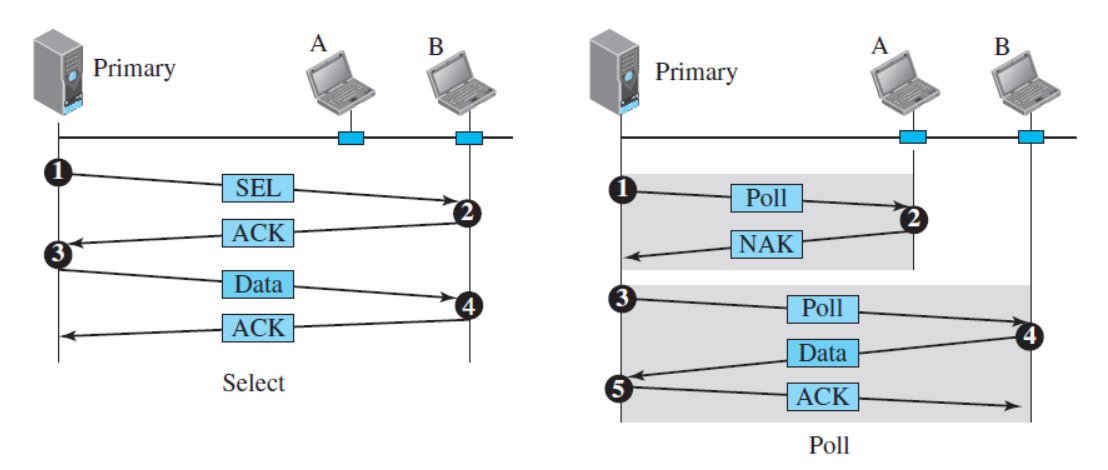 Primary
A
B
1
SEL
2
ACK
3
Data
4
ACK
Select
Primary
A
B
1
Poll
2
NAK
3
Poll
4
Data
5
ACK
Poll